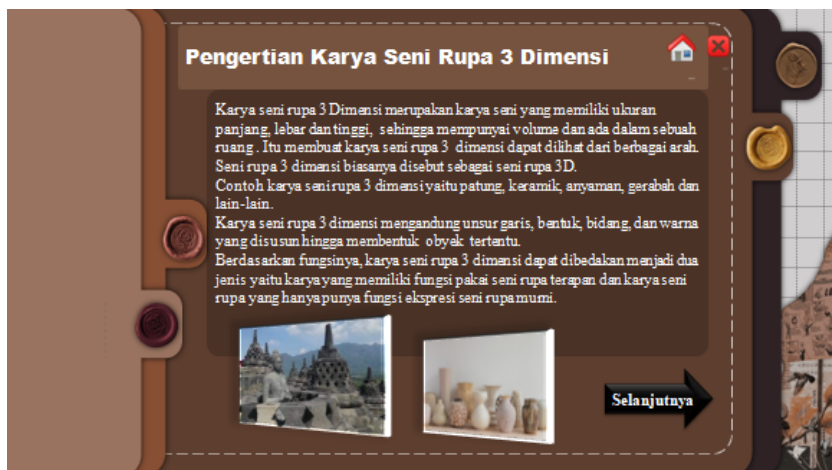 Pengertian Karya Seni Rupa 3 Dimensi
Karya seni rupa 3 Dimensi merupakan karya seni yang memiliki ukuran
panjang, lebar dan tinggi, sehingga mempunyai volume dan ada dalam sebuah
ruang . Itu membuat karya seni rupa 3 dimensi dapat dilihat dari berbagai arah.
Seni rupa 3 dimensi biasanya disebut sebagai seni rupa 3D.
Contoh karya seni rupa 3 dimensi yaitu patung, keramik, anyaman, gerabah dan
lain-lain.
Karya seni rupa 3 dimensi mengandung unsur garis, bentuk, bidang, dan warna
yang disusun hingga membentuk obyek tertentu.
Berdasarkan fungsinya, karya seni rupa 3 dimensi dapat dibedakan menjadi dua
jenis yaitu karya yang memiliki fungsi pakai seni rupa terapan dan karya seni
rupa yang hanya punya fungsi ekspresi seni rupa murni.
Selanjutnya